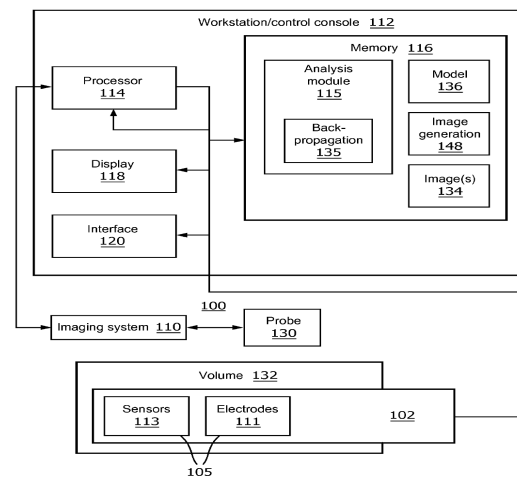 Workstation/control console 112
Memory 116
Processor
114
Analysis
module
115
Model
136
Back-
propagation
135
Image
generation
148
Display
118
Image(s)
134
Interface
120
100
Imaging system 110
Probe
130
Volume 132
Sensors
113
Electrodes
111
102
105